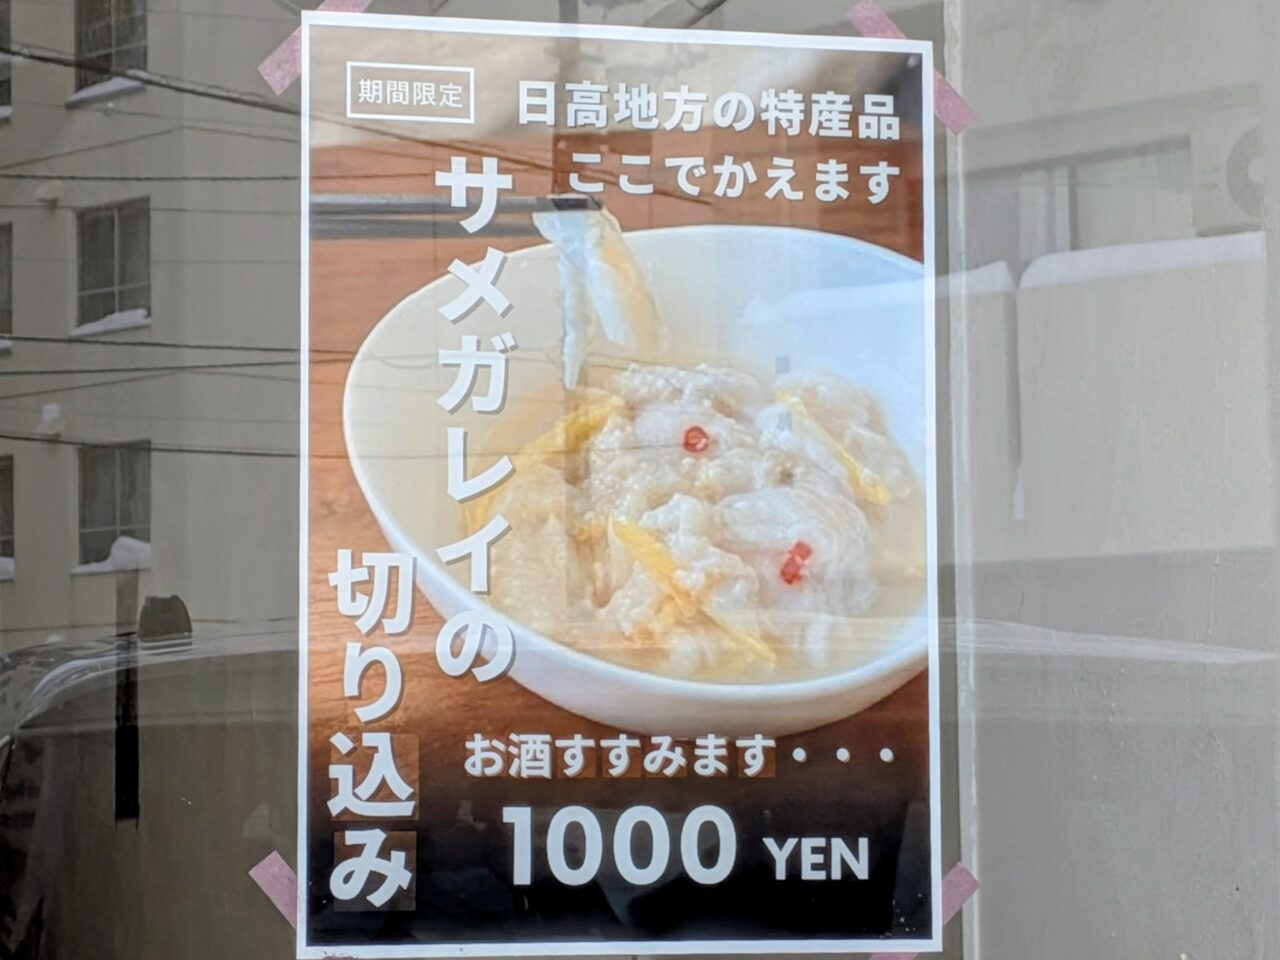 期間限定
日高地方の特産品
ここでかえます
サメガレイの
切り込み
お酒すすみます・・・
1000 YEN